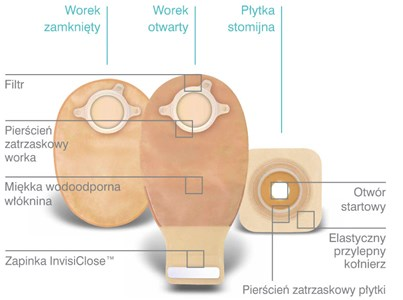 Worek
zamknięty
Worek
otwarty
Płytka
stomijna
Filtr
Pierścień
zatrzaskowy
worka
Miękka wodoodporna
włóknina
Zapinka InvisiClose™
Otwór
startowy
Elastyczny
przylepny
kołnierz
Pierścień zatrzaskowy płytki